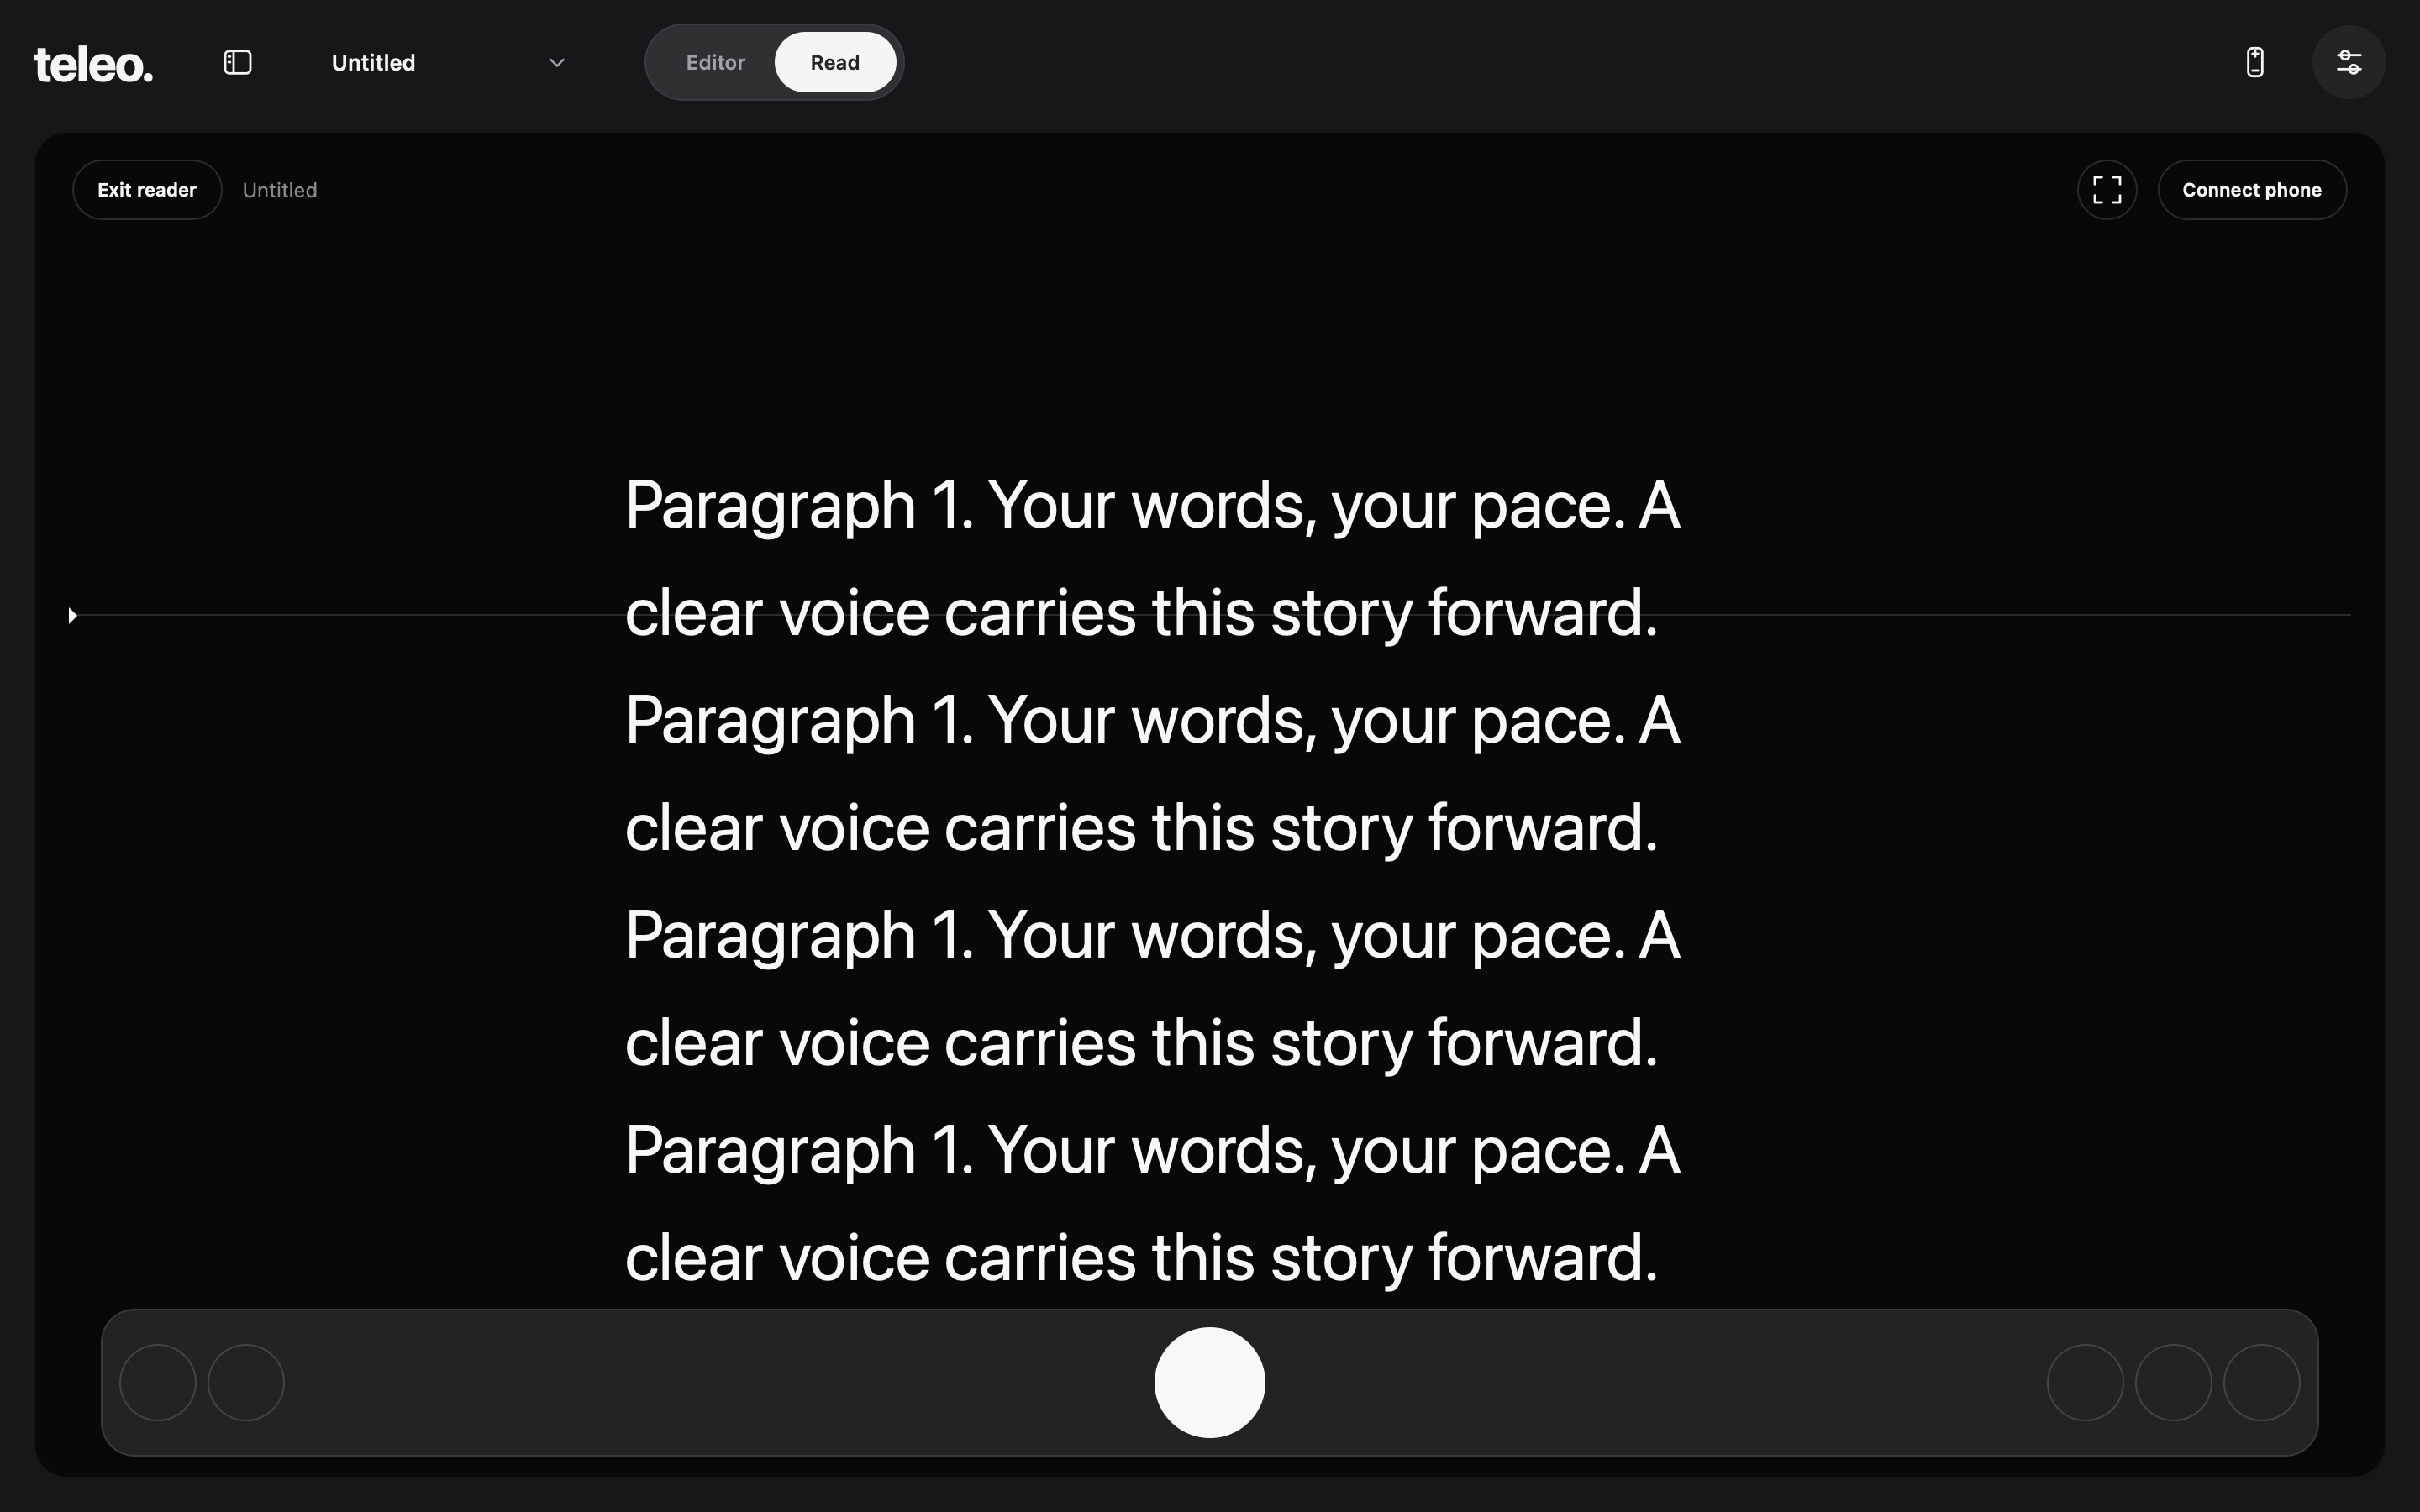 teleo.
Untitled
Editor
Read
Exit reader
Untitled
Connect phone
Paragraph 1. Your words, your pace. A
clear voice carries this story forward.
Paragraph 1. Your words, your pace. A
clear voice carries this story forward.
Paragraph 1. Your words, your pace. A
clear voice carries this story forward.
Paragraph 1. Your words, your pace. A
clear voice carries this story forward.